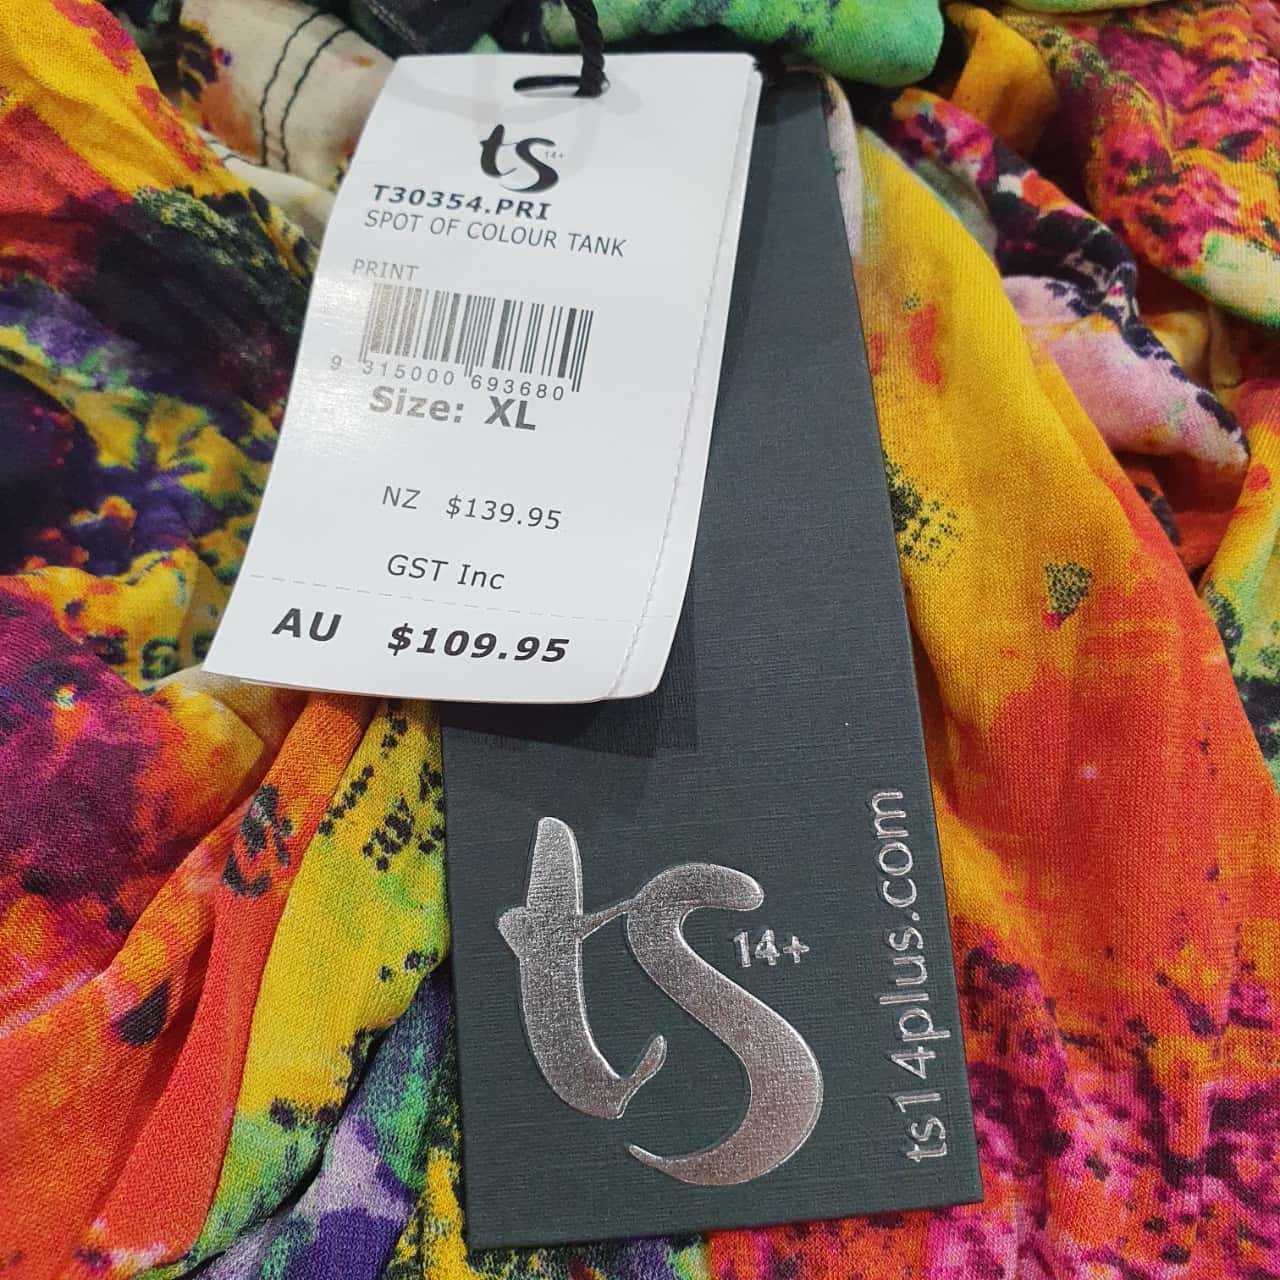 ts 14+
T30354.PRI
SPOT OF COLOUR TANK
PRINT
9 315000 693680
Size: XL
NZ $139.95
GST Inc
AU $109.95
ts 14+
ts14plus.com